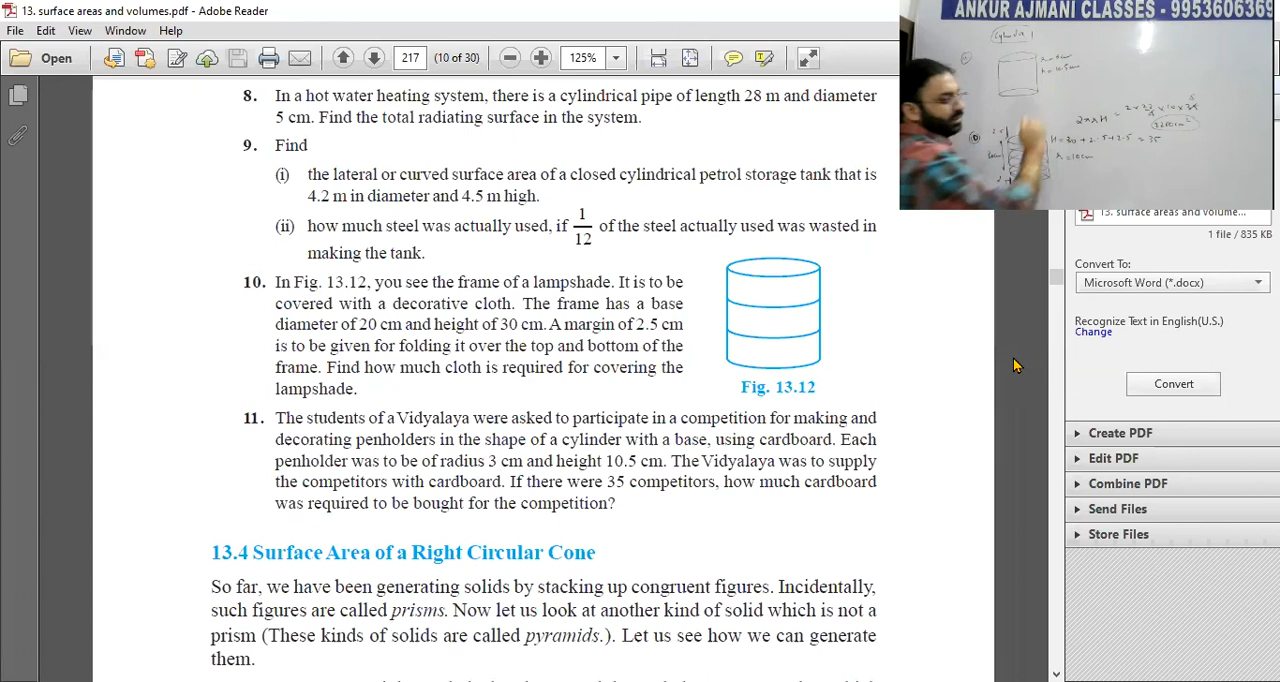 13. surface areas and volumes.pdf - Adobe Reader
File Edit View Window Help
Open 217 (10 of 30) 125%
8. In a hot water heating system, there is a cylindrical pipe of length 28 m and diameter
5 cm. Find the total radiating surface in the system.
9. Find
(i) the lateral or curved surface area of a closed cylindrical petrol storage tank that is
4.2 m in diameter and 4.5 m high.
(ii) how much steel was actually used, if 1/12 of the steel actually used was wasted in
making the tank.
10. In Fig. 13.12, you see the frame of a lampshade. It is to be
covered with a decorative cloth. The frame has a base
diameter of 20 cm and height of 30 cm. A margin of 2.5 cm
is to be given for folding it over the top and bottom of the
frame. Find how much cloth is required for covering the
lampshade.
Fig. 13.12
11. The students of a Vidyalaya were asked to participate in a competition for making and
decorating penholders in the shape of a cylinder with a base, using cardboard. Each
penholder was to be of radius 3 cm and height 10.5 cm. The Vidyalaya was to supply
the competitors with cardboard. If there were 35 competitors, how much cardboard
was required to be bought for the competition?
13.4 Surface Area of a Right Circular Cone
So far, we have been generating solids by stacking up congruent figures. Incidentally,
such figures are called prisms. Now let us look at another kind of solid which is not a
prism (These kinds of solids are called pyramids.). Let us see how we can generate
them.
ANKUR AJMANI CLASSES - 9953606369
H = 30 + 2.5 + 2.5 = 35
r = 10cm
13. surface areas and volume...
1 file / 835 KB
Convert To:
Microsoft Word (*.docx)
Recognize Text in English(U.S.)
Change
Convert
Create PDF
Edit PDF
Combine PDF
Send Files
Store Files